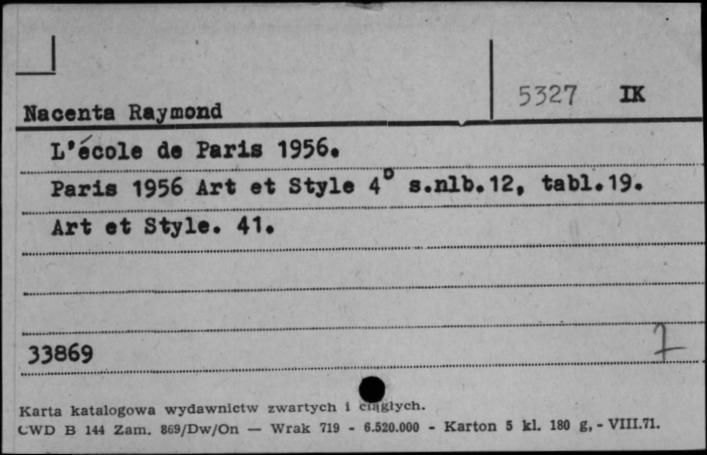 5327 IK
Nacenta Raymond
L'école de Paris 1956.
Paris 1956 Art et Style 4° s.nlb.12, tabl.19.
Art et Style. 41.
33869
Karta katalogowa wydawnictw zwartych i ciągłych.
CWD B 144 Zam. 869/Dw/On — Wrak 719 - 6.520.000 - Karton 5 kl. 180 g, - VIII.71.